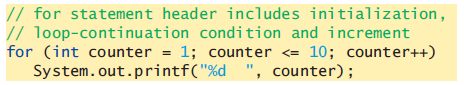 // for statement header includes initialization,
// loop-continuation condition and increment
for (int counter = 1; counter <= 10; counter++)
   System.out.printf("%d  ", counter);